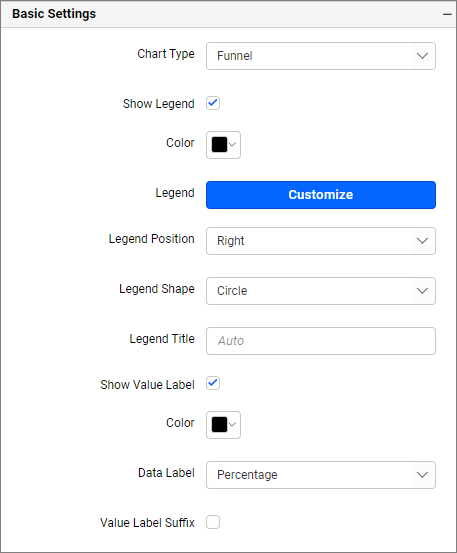 Basic Settings
Chart Type Funnel
Show Legend
Color
Legend Customize
Legend Position Right
Legend Shape Circle
Legend Title Auto
Show Value Label
Color
Data Label Percentage
Value Label Suffix